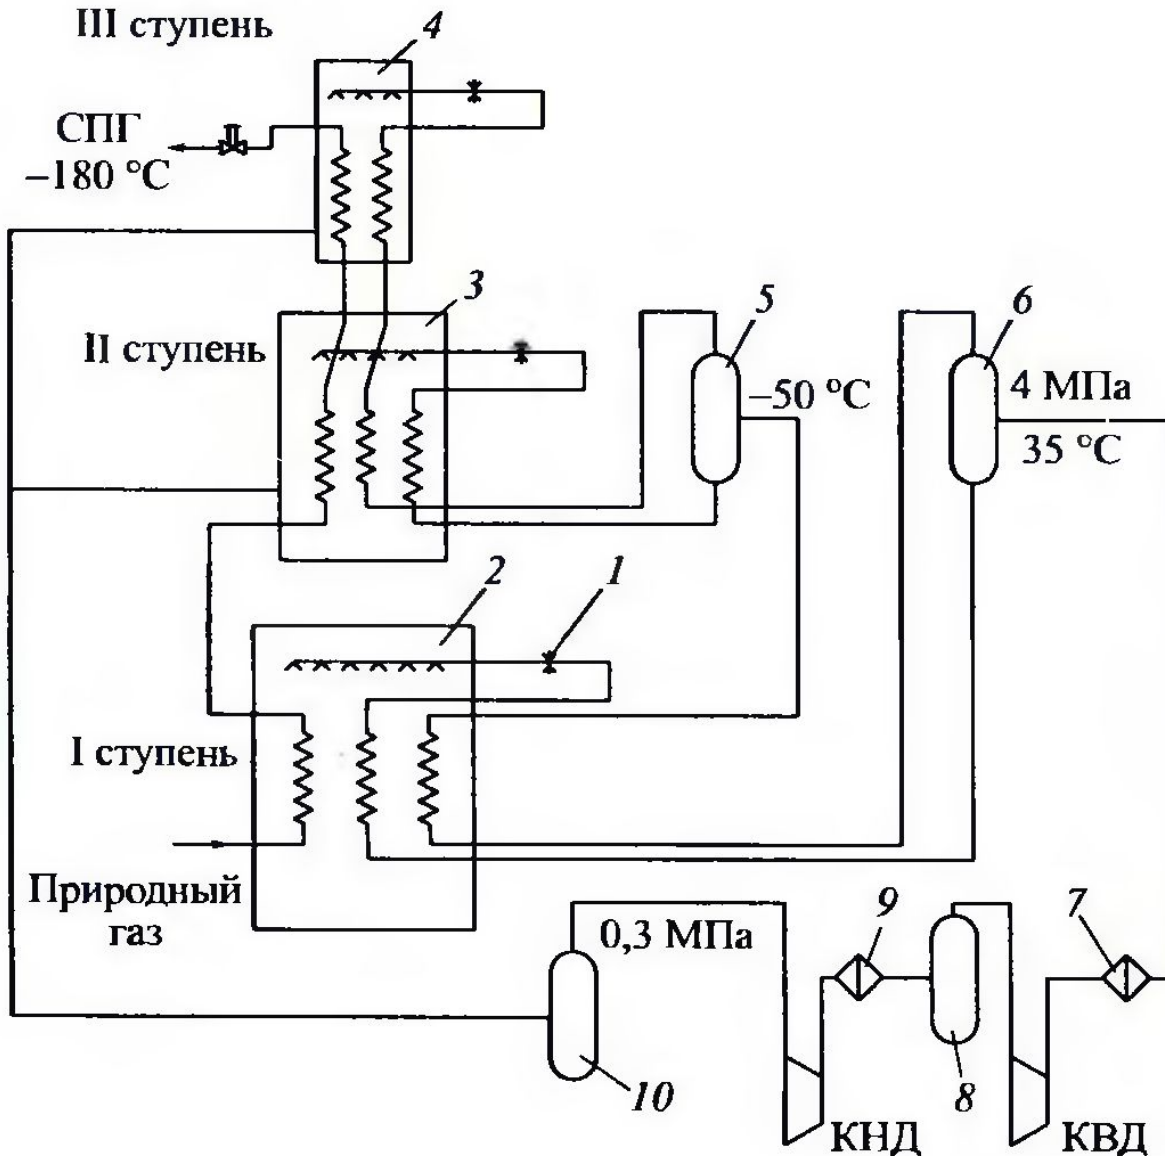 III ступень
4
СПГ
–180 °C
3
II ступень
5
–50 °C
6
4 МПа
35 °C
2
1
I ступень
Природный
газ
0,3 МПа
9
7
10
8
КНД
КВД